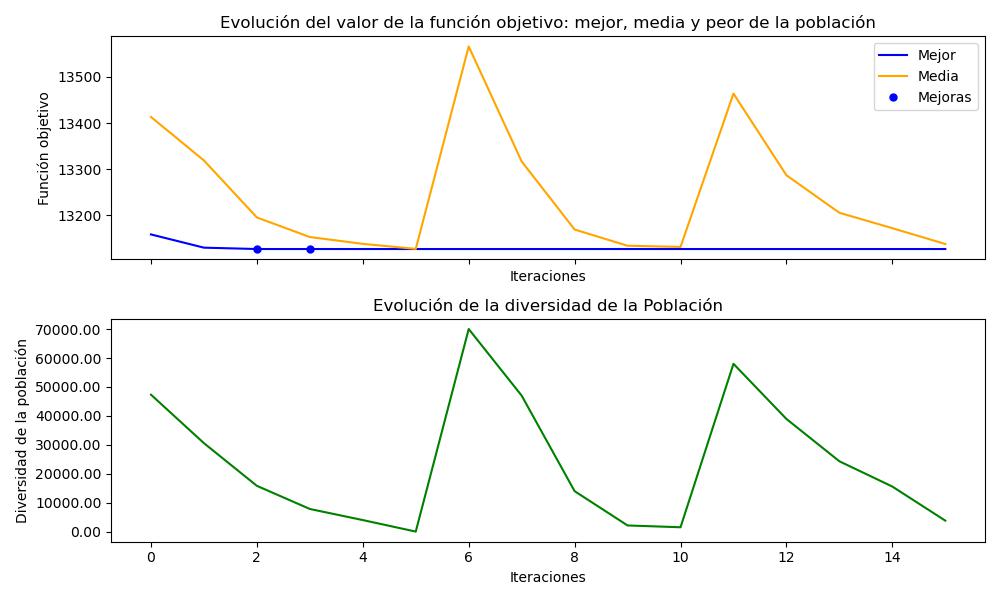 Evolución del valor de la función objetivo: mejor, media y peor de la población
Función objetivo
13500
13400
13300
13200
Mejor
Media
Mejoras
Iteraciones
Evolución de la diversidad de la Población
Diversidad de la población
70000.00
60000.00
50000.00
40000.00
30000.00
20000.00
10000.00
0.00
0 2 4 6 8 10 12 14
Iteraciones